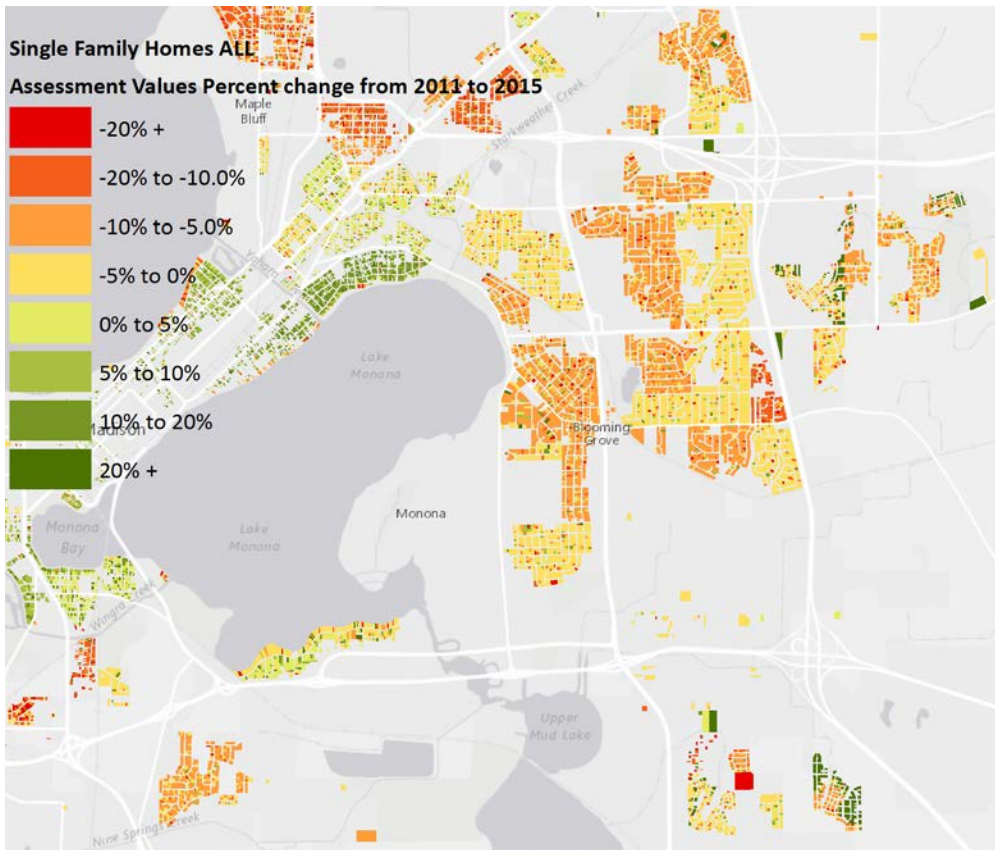 Single Family Homes ALL
Assessment Values Percent change from 2011 to 2015
-20% +
-20% to -10.0%
-10% to -5.0%
-5% to 0%
0% to 5%
5% to 10%
10% to 20%
20% +
Maple
Bluff
Starkweather Creek
Yahara
Lake
Monona
Madison
Blooming
Grove
Monona
Monona
Bay
Lake
Monona
Wingra Creek
Upper
Mud Lake
Nine Springs Creek